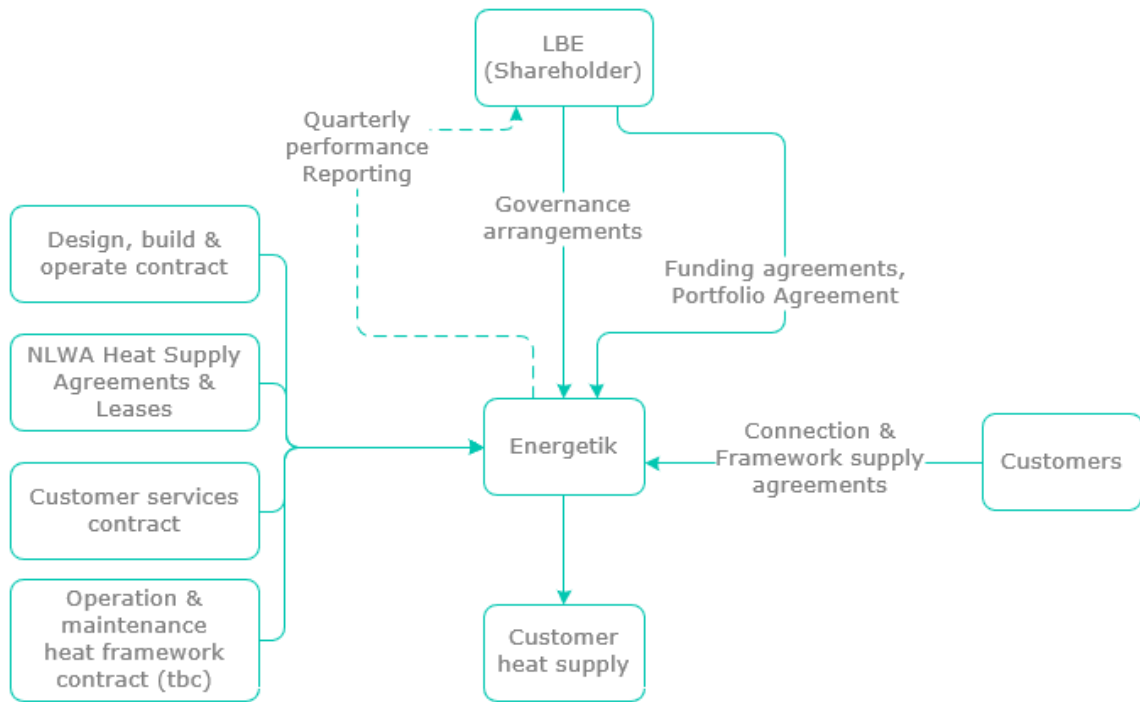 LBE
(Shareholder)
Quarterly
performance
Reporting
Governance
arrangements
Funding agreements,
Portfolio Agreement
Design, build &
operate contract
NLWA Heat Supply
Agreements &
Leases
Customer services
contract
Operation &
maintenance
heat framework
contract (tbc)
Energetik
Connection &
Framework supply
agreements
Customers
Customer
heat supply